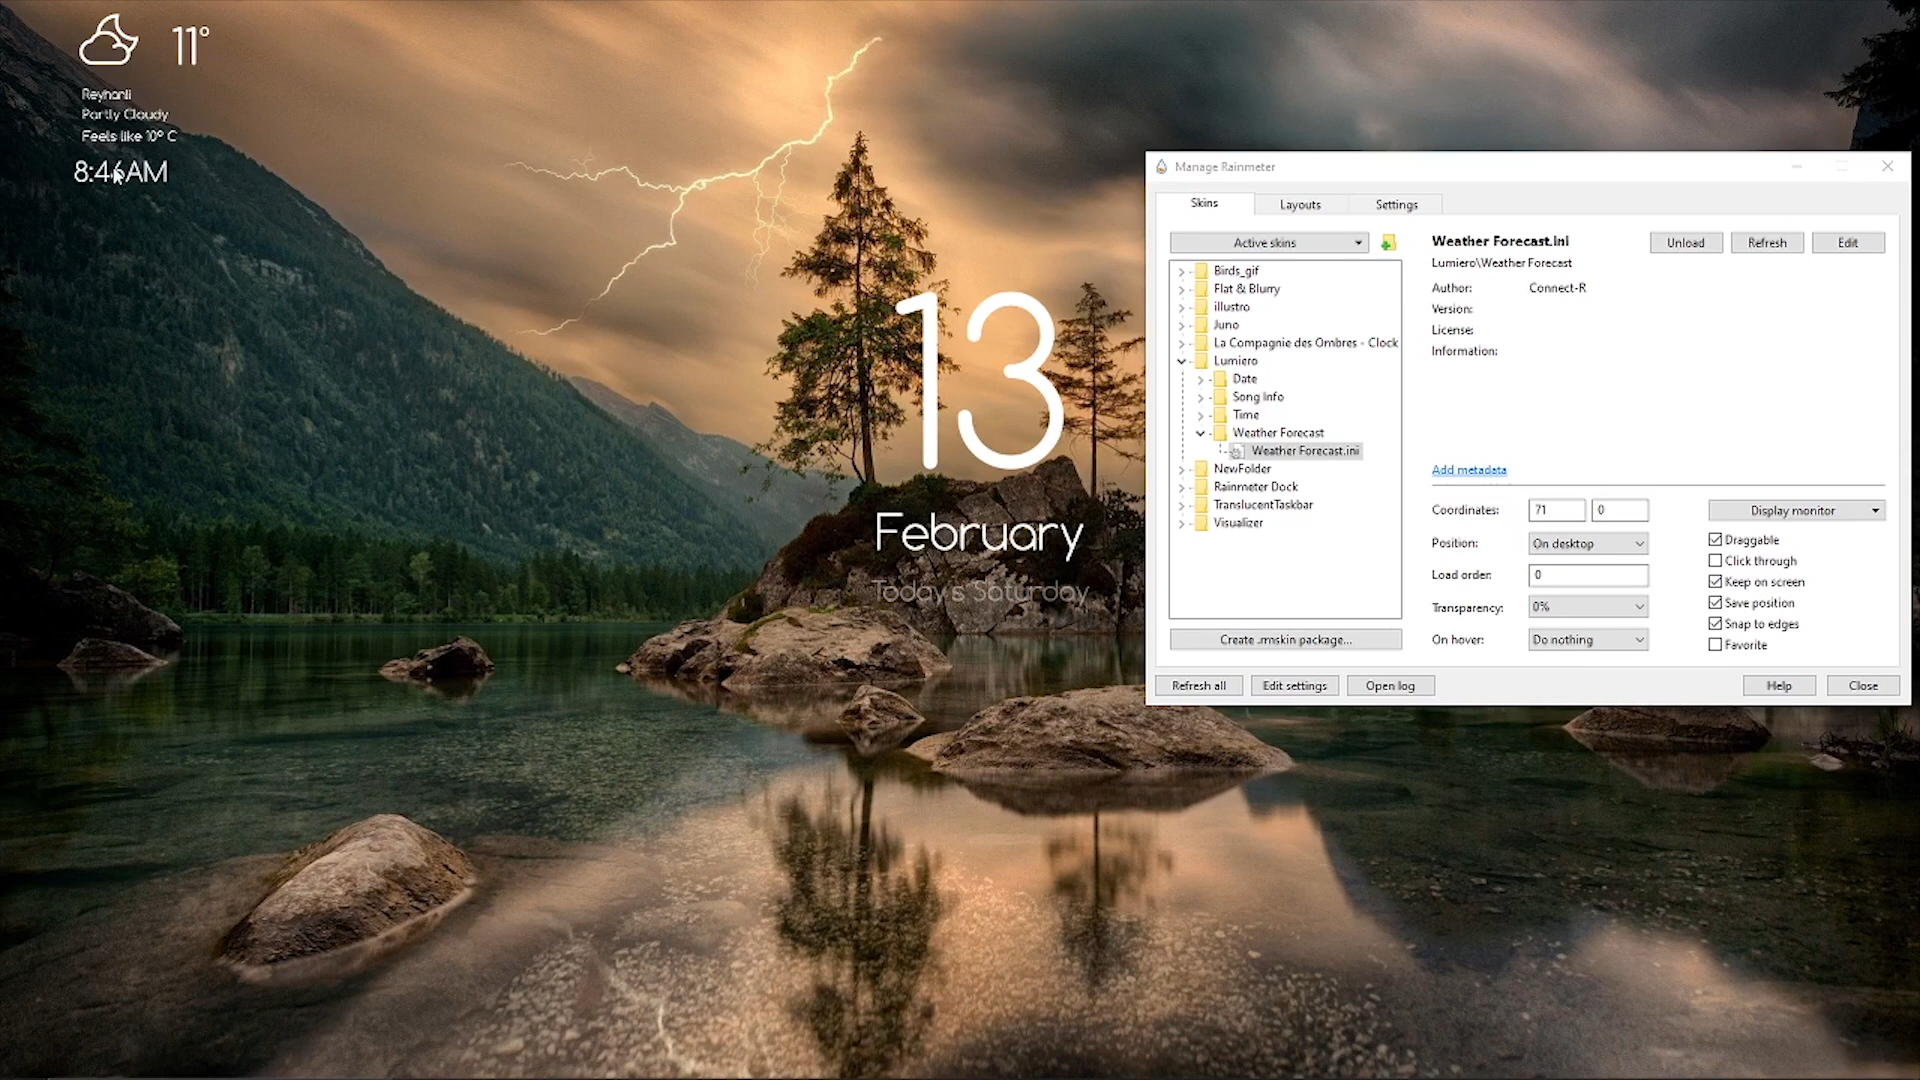 11°
Reyhanli
Partly Cloudy
Feels like 10° C
8:46AM
13
February
Today's Saturday
Manage Rainmeter
Skins
Layouts
Settings
Active skins
Birds_gif
Flat & Blurry
illustro
Juno
La Compagnie des Ombres - Clock
Lumiero
Date
Song Info
Time
Weather Forecast
Weather Forecast.ini
NewFolder
Rainmeter Dock
TranslucentTaskbar
Visualizer
Create .rmskin package...
Weather Forecast.ini
Unload
Refresh
Edit
Lumiero\Weather Forecast
Author: Connect-R
Version:
License:
Information:
Add metadata
Coordinates: 71 0
Position: On desktop
Load order: 0
Transparency: 0%
On hover: Do nothing
Display monitor
Draggable
Click through
Keep on screen
Save position
Snap to edges
Favorite
Refresh all
Edit settings
Open log
Help
Close